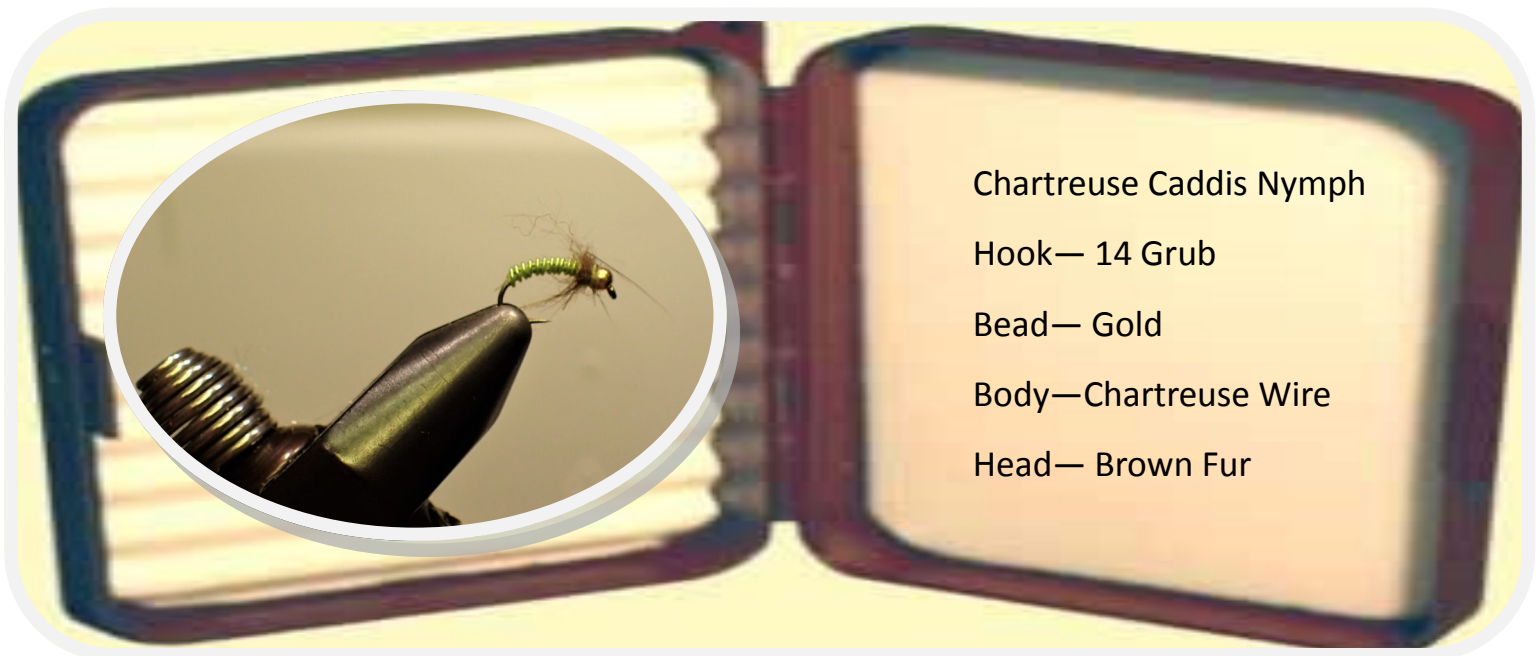 Chartreuse Caddis Nymph
Hook— 14 Grub
Bead— Gold
Body—Chartreuse Wire
Head— Brown Fur